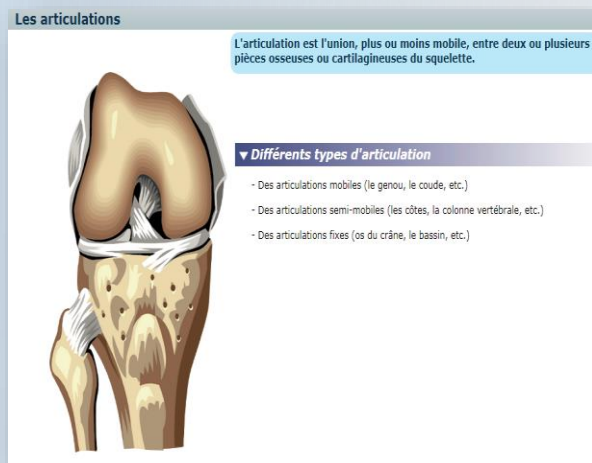 Les articulations
L'articulation est l'union, plus ou moins mobile, entre deux ou plusieurs
pièces osseuses ou cartilagineuses du squelette.
▼ Différents types d'articulation
- Des articulations mobiles (le genou, le coude, etc.)
- Des articulations semi-mobiles (les côtes, la colonne vertébrale, etc.)
- Des articulations fixes (os du crâne, le bassin, etc.)